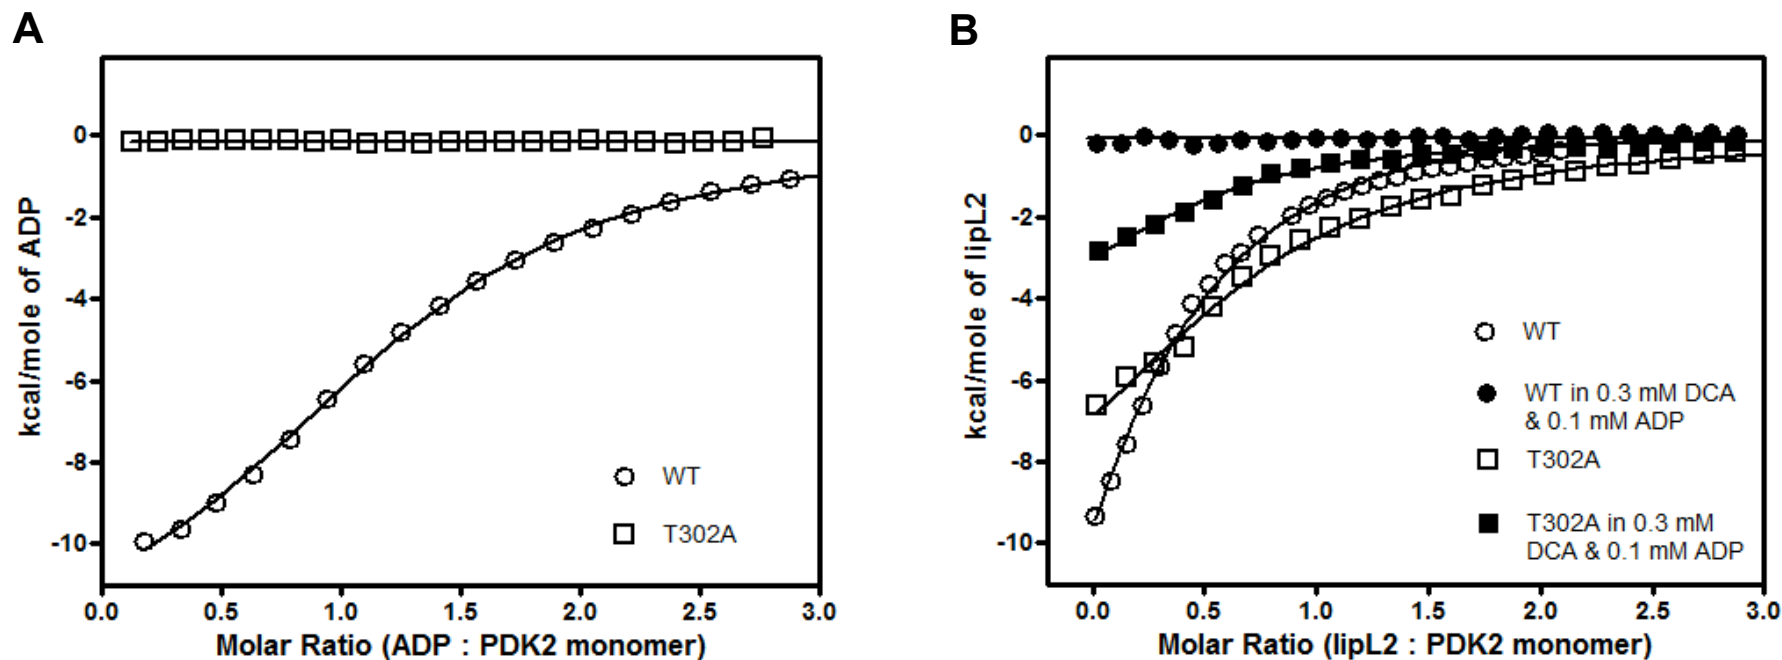 A
kcal/mole of ADP
0
-2
-4
-6
-8
-10
WT
T302A
0.0 0.5 1.0 1.5 2.0 2.5 3.0
Molar Ratio (ADP : PDK2 monomer)
B
kcal/mole of lipL2
0
-2
-4
-6
-8
-10
WT
WT in 0.3 mM DCA
& 0.1 mM ADP
T302A
T302A in 0.3 mM
DCA & 0.1 mM ADP
0.0 0.5 1.0 1.5 2.0 2.5 3.0
Molar Ratio (lipL2 : PDK2 monomer)